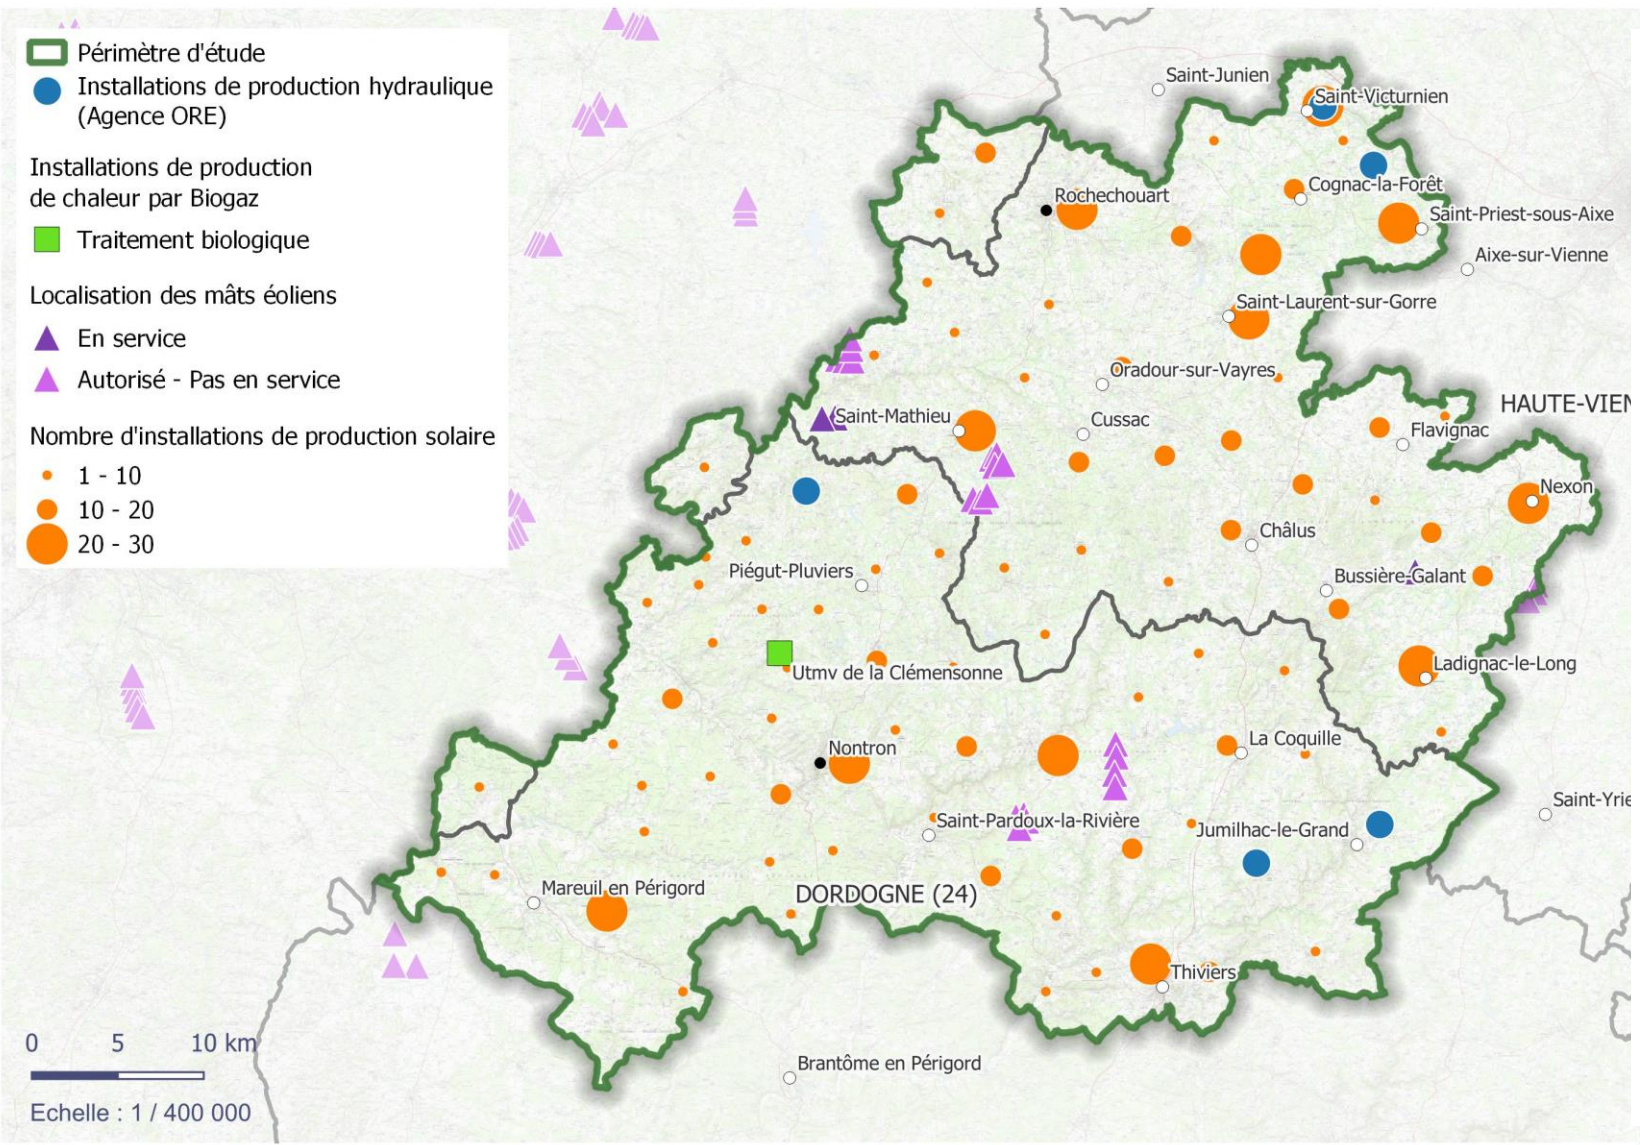 Périmètre d'étude
Installations de production hydraulique
(Agence ORE)
Installations de production
de chaleur par Biogaz
Traitement biologique
Localisation des mâts éoliens
En service
Autorisé - Pas en service
Nombre d'installations de production solaire
1 - 10
10 - 20
20 - 30
Saint-Junien
Saint-Victurnien
Cognac-la-Forêt
Rochechouart
Saint-Priest-sous-Aixe
Aixe-sur-Vienne
Saint-Laurent-sur-Gorre
Oradour-sur-Vayres
HAUTE-VIEN
Saint-Mathieu
Cussac
Flavignac
Nexon
Châlus
Piégut-Pluviers
Bussière-Galant
Ladignac-le-Long
Utmv de la Clémensonne
La Coquille
Nontron
Saint-Yrie
Saint-Pardoux-la-Rivière
Jumilhac-le-Grand
Mareuil en Périgord
DORDOGNE (24)
Thiviers
Brantôme en Périgord
0 5 10 km
Echelle : 1 / 400 000